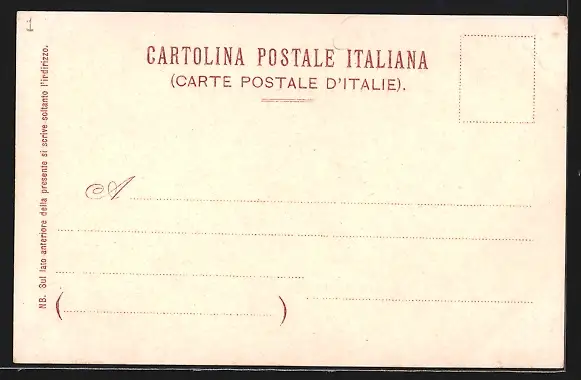 1
CARTOLINA POSTALE ITALIANA
(CARTE POSTALE D'ITALIE).
A
( )
NB. Sul lato anteriore della presente si scrive soltanto l'indirizzo.